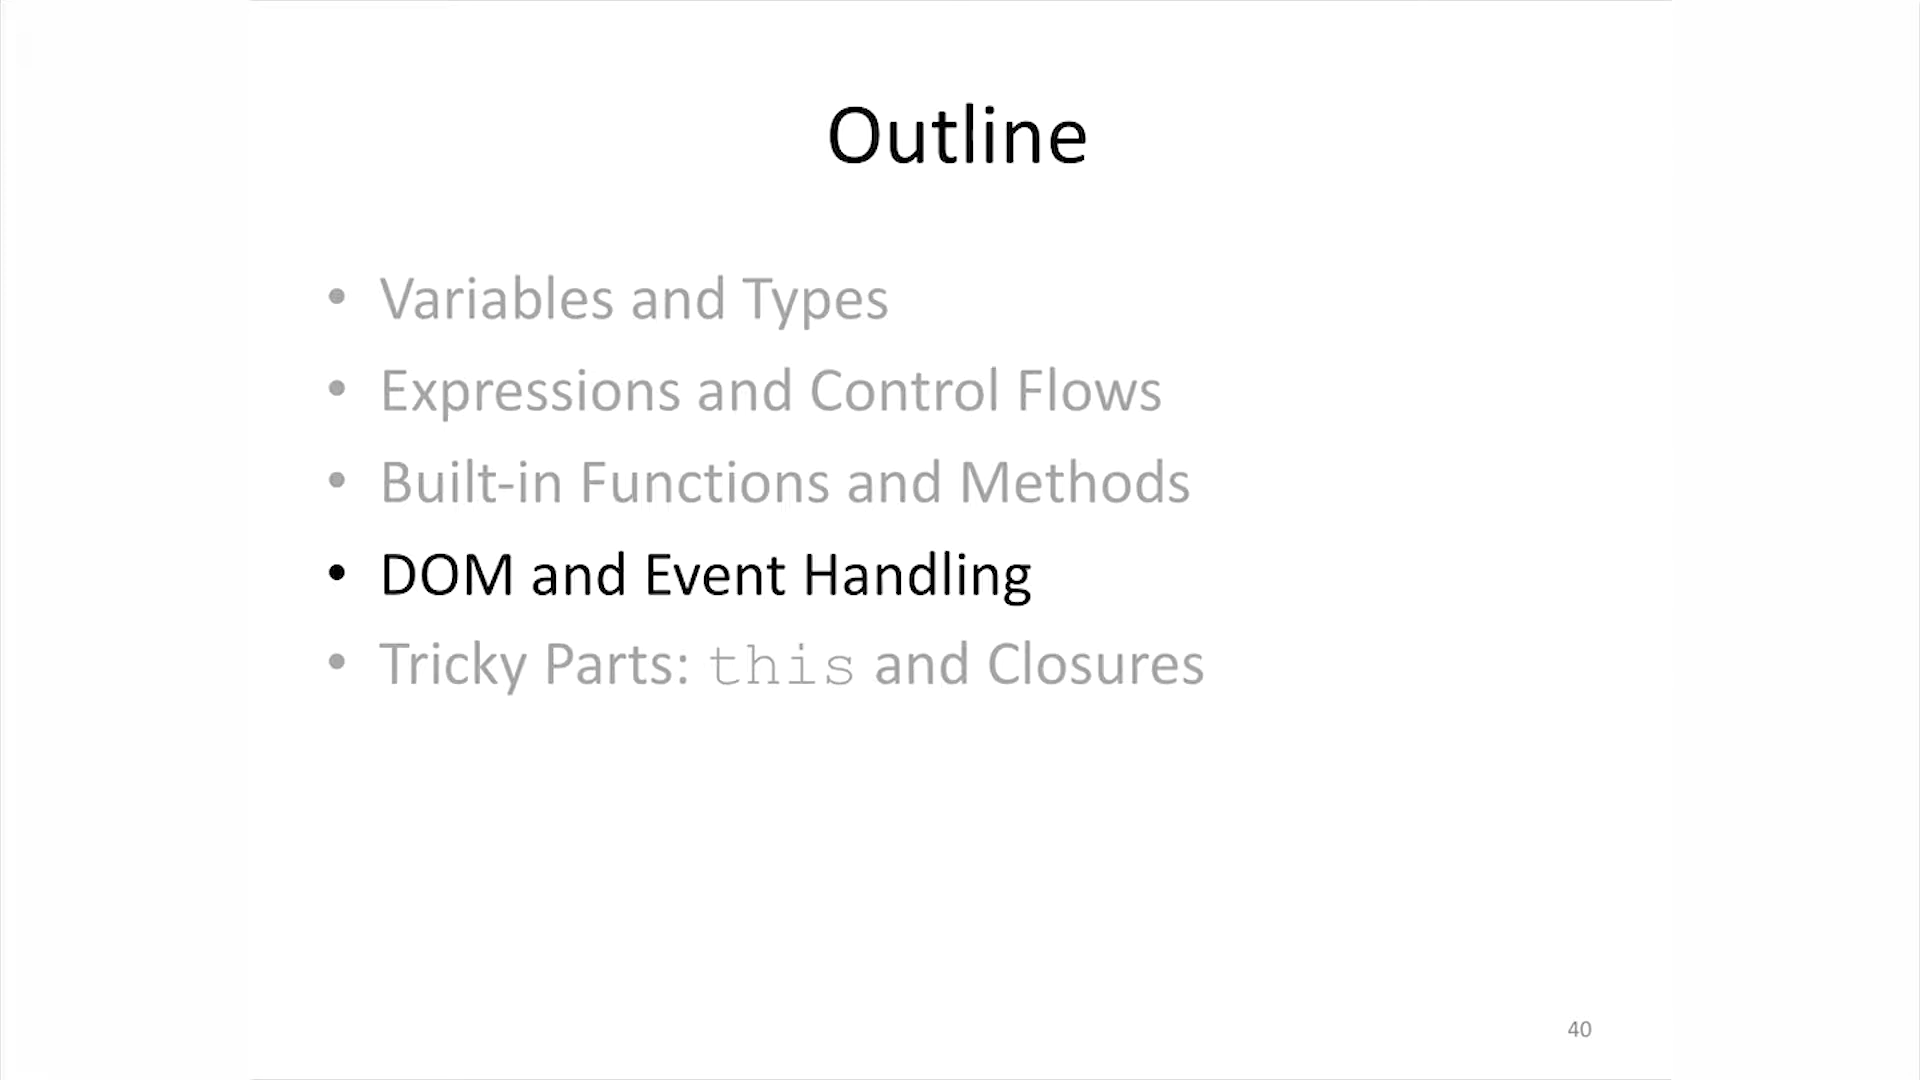 Outline
• Variables and Types
• Expressions and Control Flows
• Built-in Functions and Methods
• DOM and Event Handling
• Tricky Parts: this and Closures
40